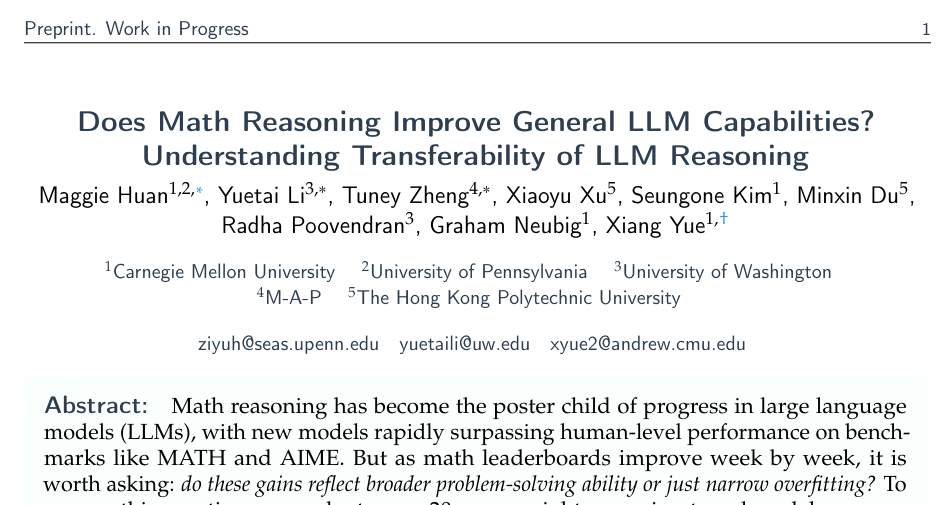 Preprint. Work in Progress 1
Does Math Reasoning Improve General LLM Capabilities?
Understanding Transferability of LLM Reasoning
Maggie Huan1,2,*, Yuetai Li3,*, Tuney Zheng4,*, Xiaoyu Xu5, Seungone Kim1, Minxin Du5,
Radha Poovendran3, Graham Neubig1, Xiang Yue1,†
1Carnegie Mellon University 2University of Pennsylvania 3University of Washington
4M-A-P 5The Hong Kong Polytechnic University
ziyuh@seas.upenn.edu yuetaili@uw.edu xyue2@andrew.cmu.edu
Abstract: Math reasoning has become the poster child of progress in large language
models (LLMs), with new models rapidly surpassing human-level performance on bench-
marks like MATH and AIME. But as math leaderboards improve week by week, it is
worth asking: do these gains reflect broader problem-solving ability or just narrow overfitting? To